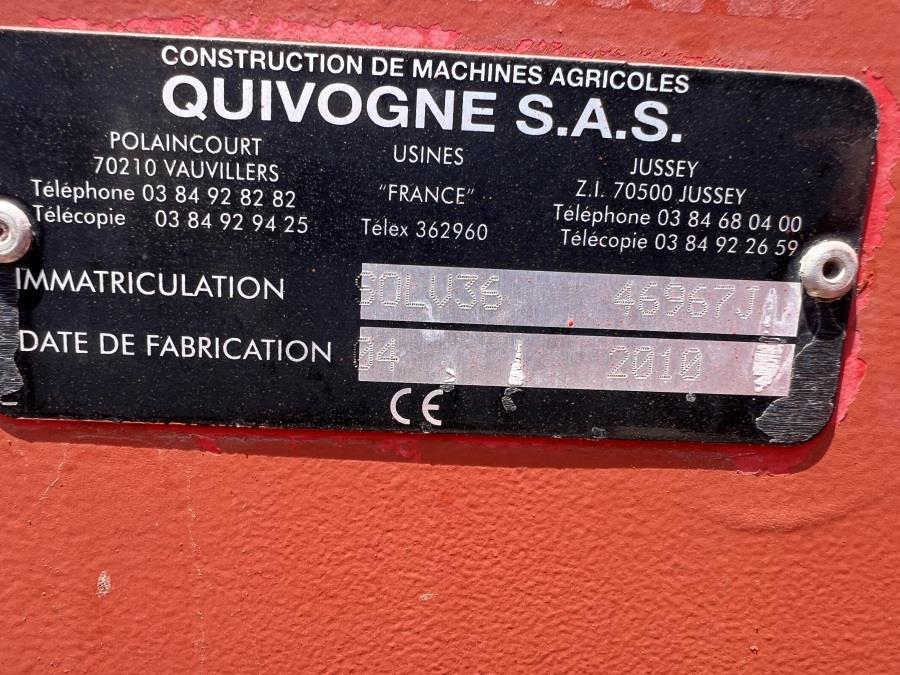 CONSTRUCTION DE MACHINES AGRICOLES
QUIVOGNE S.A.S.
POLAINCOURT
70210 VAUVILLERS
Téléphone 03 84 92 82 82
Télécopie 03 84 92 94 25
USINES
"FRANCE"
Télex 362960
JUSSEY
Z.I. 70500 JUSSEY
Téléphone 03 84 68 04 00
Télécopie 03 84 92 26 59
IMMATRICULATION SOLV36 46967J
DATE DE FABRICATION 04 2010
CE